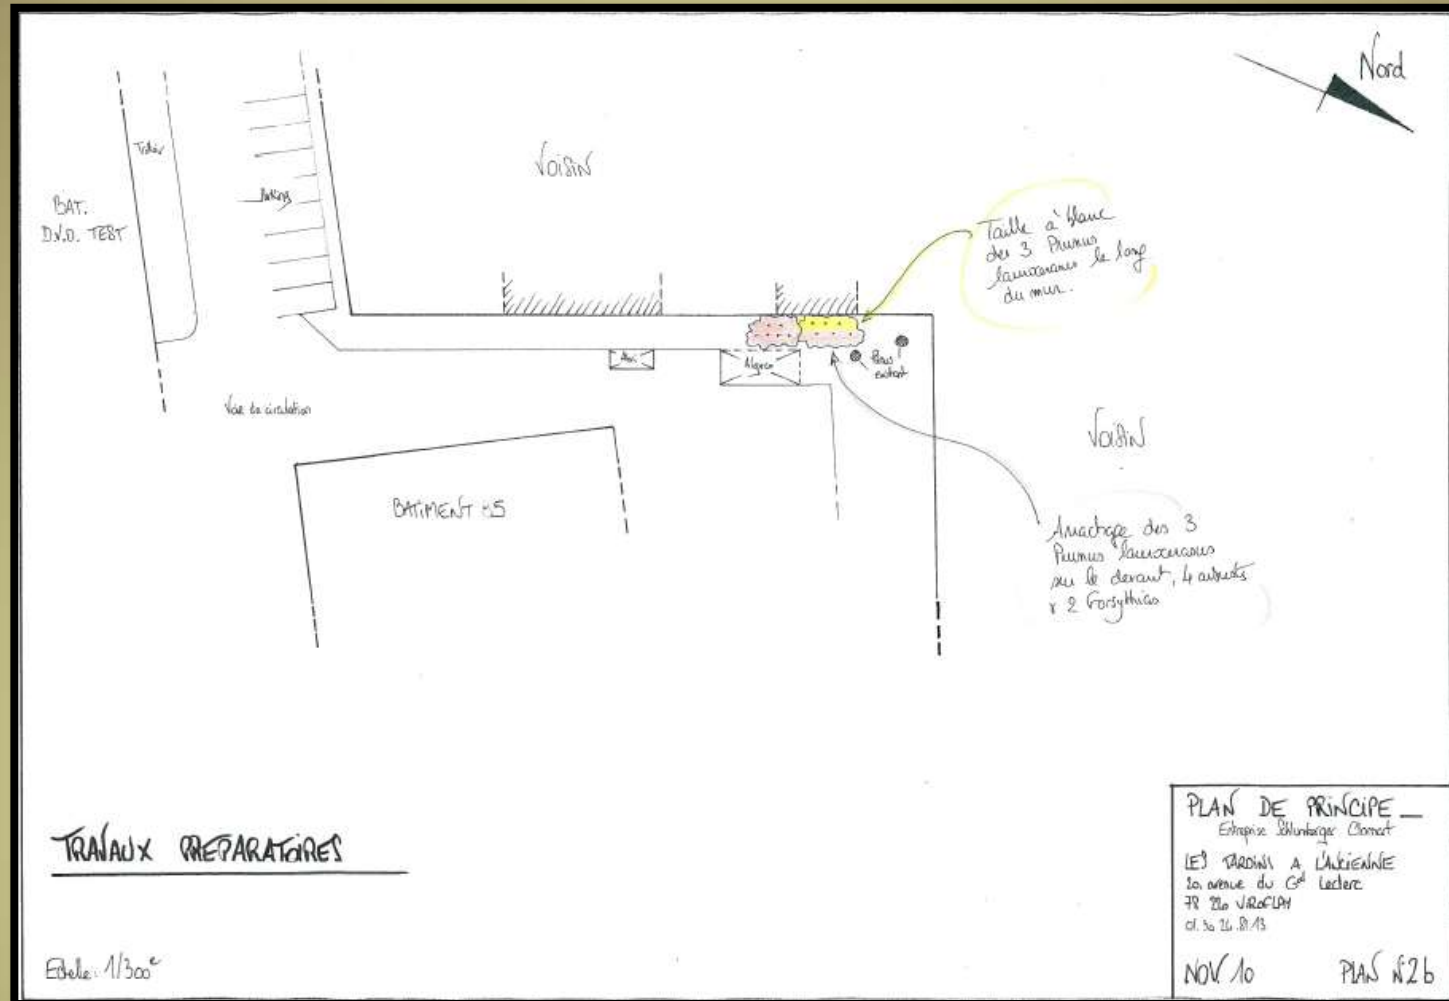 Nord
VOISIN
BAT.
D.V.O. TEST
Parking
Taille à blanc
des 3 Prunus
laurocerasus le long
du mur.
Abri
Algeco
existant
Voie de circulation
VOISIN
BATIMENT
Arrachage des 3
Prunus laurocerasus
sur le devant, 4 arbustes
2 Forsythias
TRAVAUX PREPARATOIRES
Echelle: 1/300e
PLAN DE PRINCIPE
Entreprise Schlumberger Clamart
LES JARDINS A L'ANCIENNE
20, avenue du Gal Leclerc
78 220 VIROFLAY
01.30.24.81.13
NOV. 10 PLAN N°2b